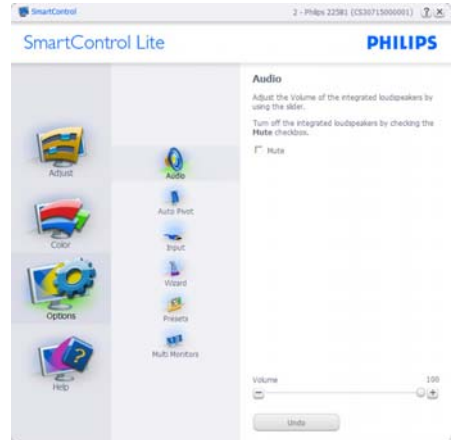 SmartControl
2 - Philips 225B1 (CS30715000001)
SmartControl Lite
PHILIPS
Adjust
Color
Options
Help
Audio
Auto Pivot
Input
Wizard
Presets
Multi Monitors
Audio
Adjust the Volume of the integrated loudspeakers by
using the slider.
Turn off the integrated loudspeakers by checking the
Mute checkbox.
Mute
Volume
100
Undo